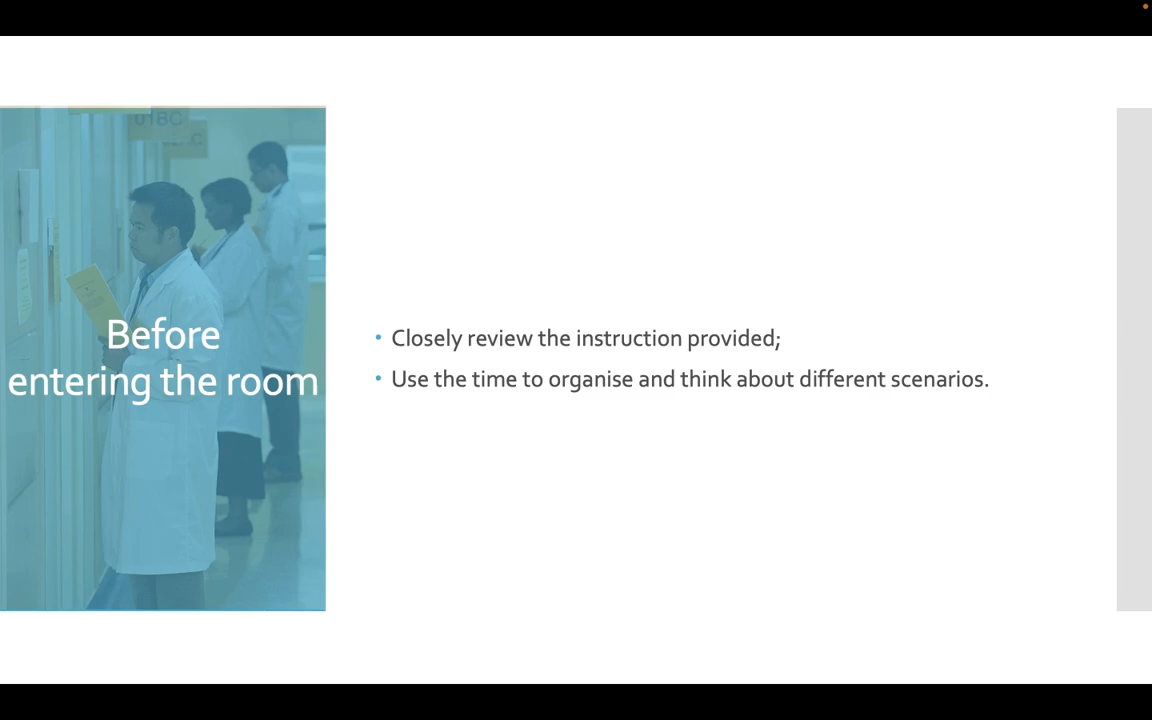 Before
entering the room
• Closely review the instruction provided;
• Use the time to organise and think about different scenarios.